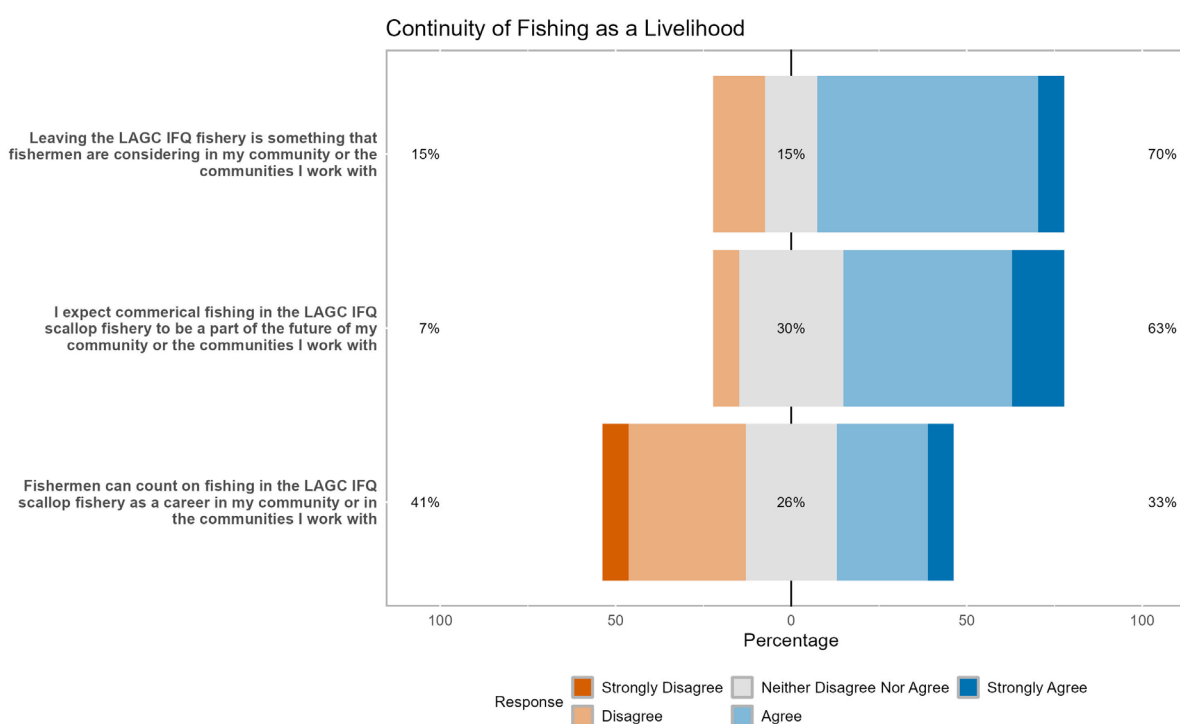 Continuity of Fishing as a Livelihood
Leaving the LAGC IFQ fishery is something that
fishermen are considering in my community or the
communities I work with
15%
15%
70%
I expect commerical fishing in the LAGC IFQ
scallop fishery to be a part of the future of my
community or the communities I work with
7%
30%
63%
Fishermen can count on fishing in the LAGC IFQ
scallop fishery as a career in my community or in
the communities I work with
41%
26%
33%
100
50
0
50
100
Percentage
Response
Strongly Disagree
Disagree
Neither Disagree Nor Agree
Agree
Strongly Agree